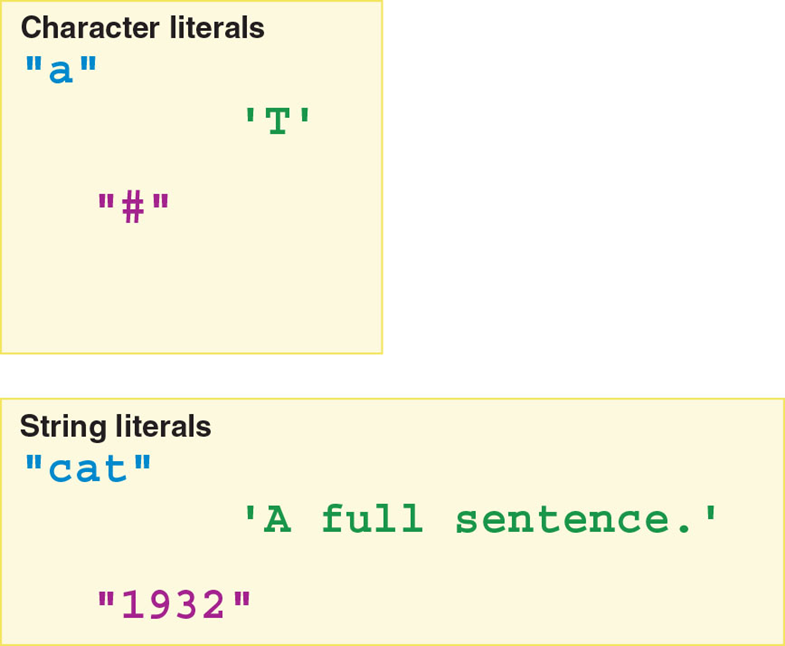 Character literals
"a"
'T'
"#"
String literals
"cat"
'A full sentence.'
"1932"